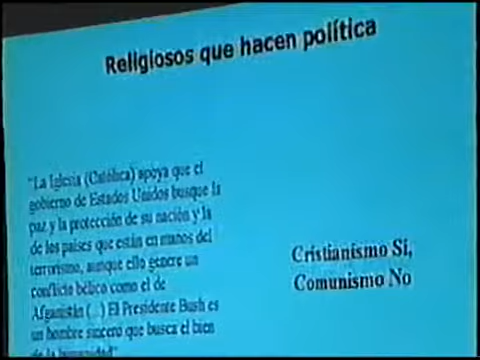 Religiosos que hacen política
"La Iglesia (Católica) apoya que el
gobierno de Estados Unidos busque la
paz y la protección de su nación y la
de los países que están en manos del
terrorismo, aunque ello genere un
conflicto bélico como el de
Afganistán (...) El Presidente Bush es
un hombre sincero que busca el bien
de la humanidad"
Cristianismo Sí,
Comunismo No